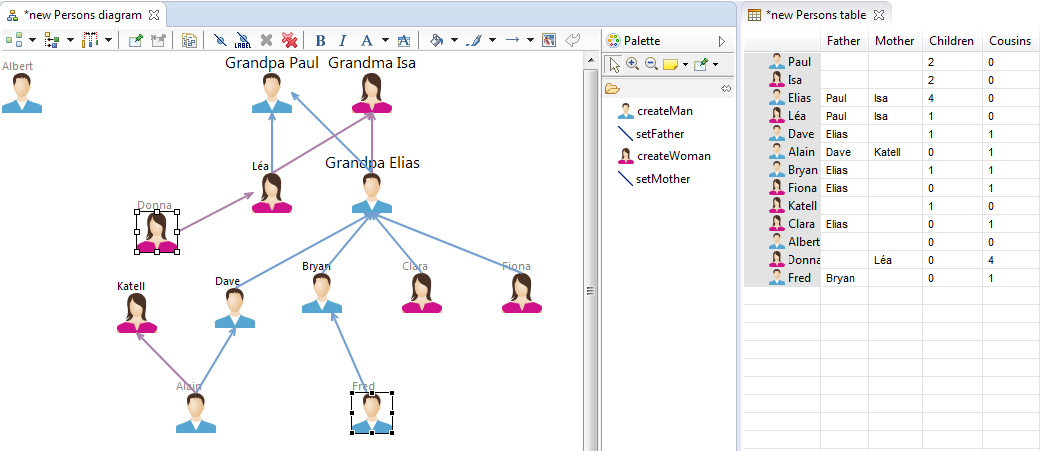 *new Persons diagram
*new Persons table
LABEL
B I A A
Palette
Father Mother Children Cousins
Albert
Grandpa Paul Grandma Isa
createMan
setFather
createWoman
setMother
Léa
Grandpa Elias
Donna
Katell
Dave
Bryan
Clara
Fiona
Alain
Fred
Paul 2 0
Isa 2 0
Elias Paul Isa 4 0
Léa Paul Isa 1 0
Dave Elias 1 1
Alain Dave Katell 0 1
Bryan Elias 1 1
Fiona Elias 0 1
Katell 1 0
Clara Elias 0 1
Albert 0 0
Donna Léa 0 4
Fred Bryan 0 1